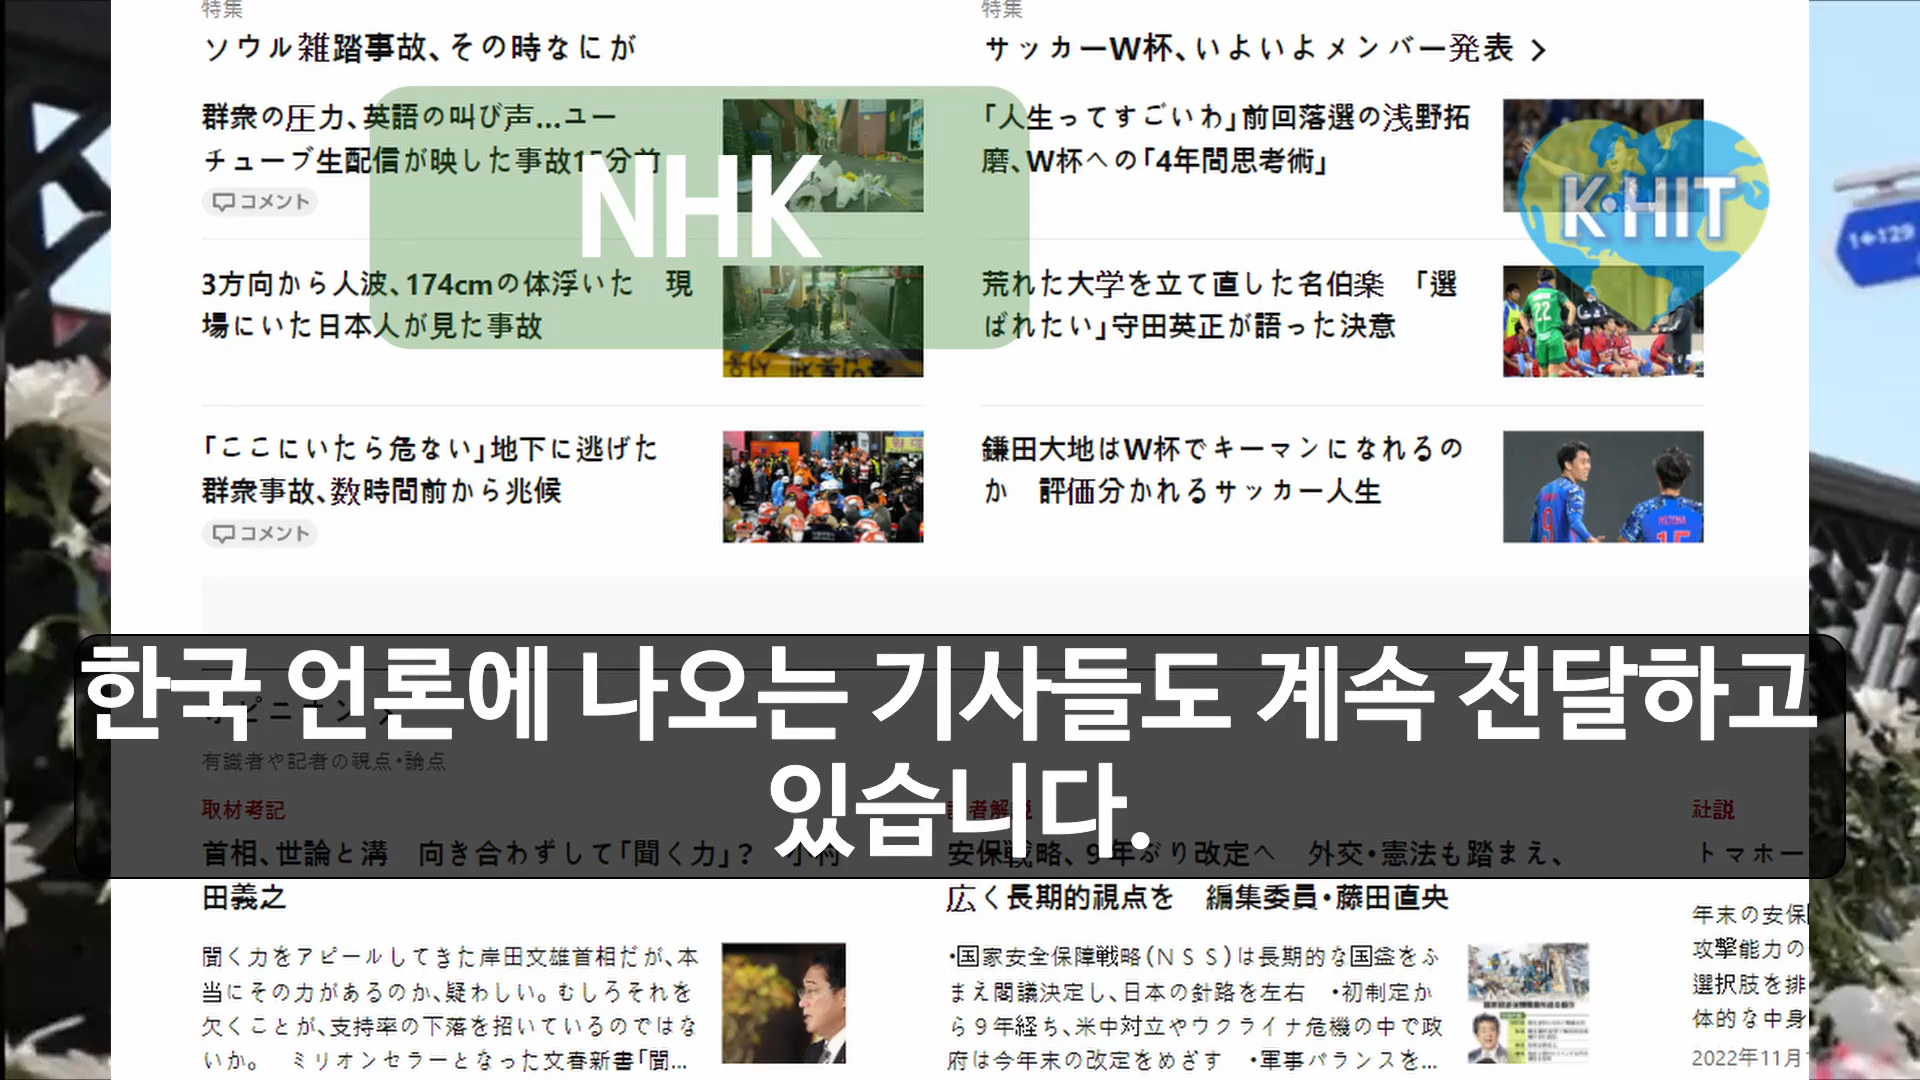 特集
ソウル雑踏事故、その時なにが
群衆の圧力、英語の叫び声…ユー
チューブ生配信が映した事故15分前
コメント
3方向から人波、174cmの体浮いた 現
場にいた日本人が見た事故
「ここにいたら危ない」地下に逃げた
群衆事故、数時間前から兆候
コメント
NHK
特集
サッカーW杯、いよいよメンバー発表
「人生ってすごいわ」前回落選の浅野拓
磨、W杯への「4年間思考術」
荒れた大学を立て直した名伯楽 「選
ばれたい」守田英正が語った決意
鎌田大地はW杯でキーマンになれるの
か 評価分かれるサッカー人生
K·HIT
1←129
22
9
15
한국 언론에 나오는 기사들도 계속 전달하고
있습니다.
オピニオン
有識者や記者の視点・論点
取材考記
首相、世論と溝 向き合わずして「聞く力」? 小村
田義之
聞く力をアピールしてきた岸田文雄首相だが、本
当にその力があるのか、疑わしい。むしろそれを
欠くことが、支持率の下落を招いているのではな
いか。 ミリオンセラーとなった文春新書「聞...
記者解説
安保戦略、9年ぶり改定へ 外交・憲法も踏まえ、
広く長期的視点を 編集委員・藤田直央
・国家安全保障戦略(ＮＳＳ)は長期的な国益をふ
まえ閣議決定し、日本の針路を左右 ・初制定か
ら９年経ち、米中対立やウクライナ危機の中で政
府は今年末の改定をめざす ・軍事バランスを...
社説
トマホー
年末の安保
攻撃能力の
選択肢を排
体的な中身
2022年11月